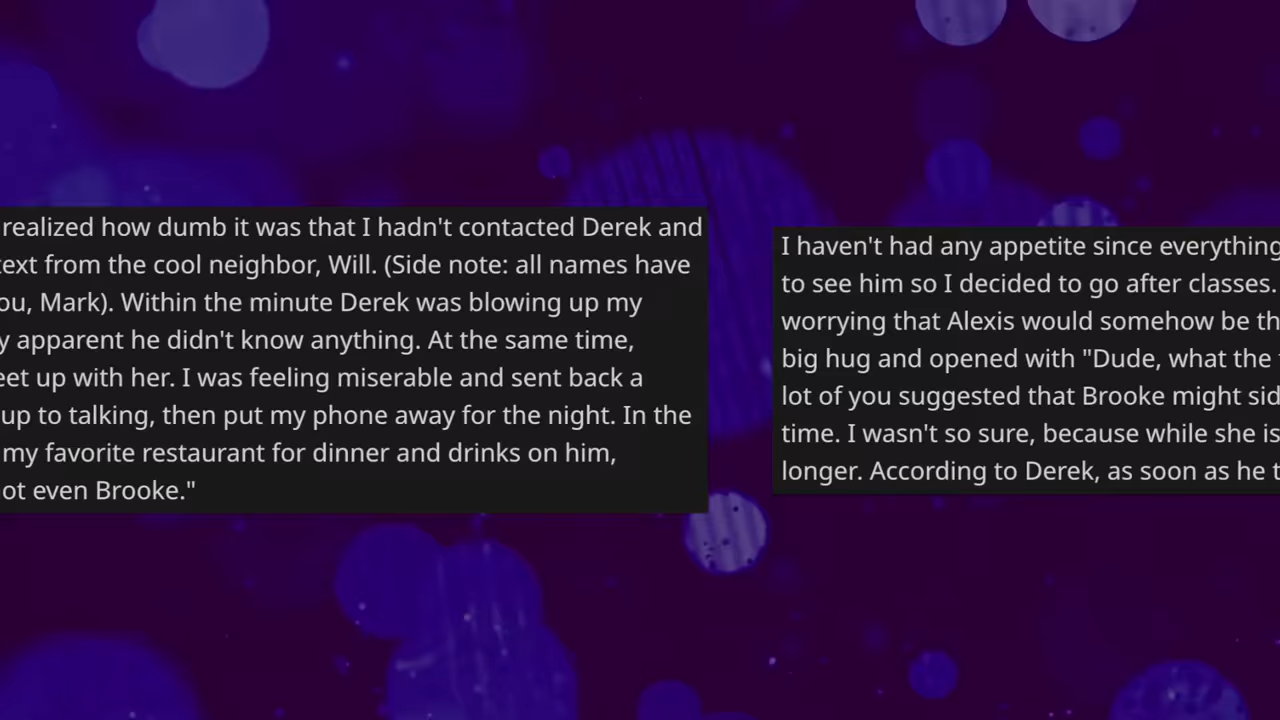 realized how dumb it was that I hadn't contacted Derek and
text from the cool neighbor, Will. (Side note: all names have
ou, Mark). Within the minute Derek was blowing up my
y apparent he didn't know anything. At the same time,
eet up with her. I was feeling miserable and sent back a
up to talking, then put my phone away for the night. In the
my favorite restaurant for dinner and drinks on him,
ot even Brooke."
I haven't had any appetite since everything
to see him so I decided to go after classes.
worrying that Alexis would somehow be th
big hug and opened with "Dude, what the
lot of you suggested that Brooke might sid
time. I wasn't so sure, because while she is
longer. According to Derek, as soon as he t